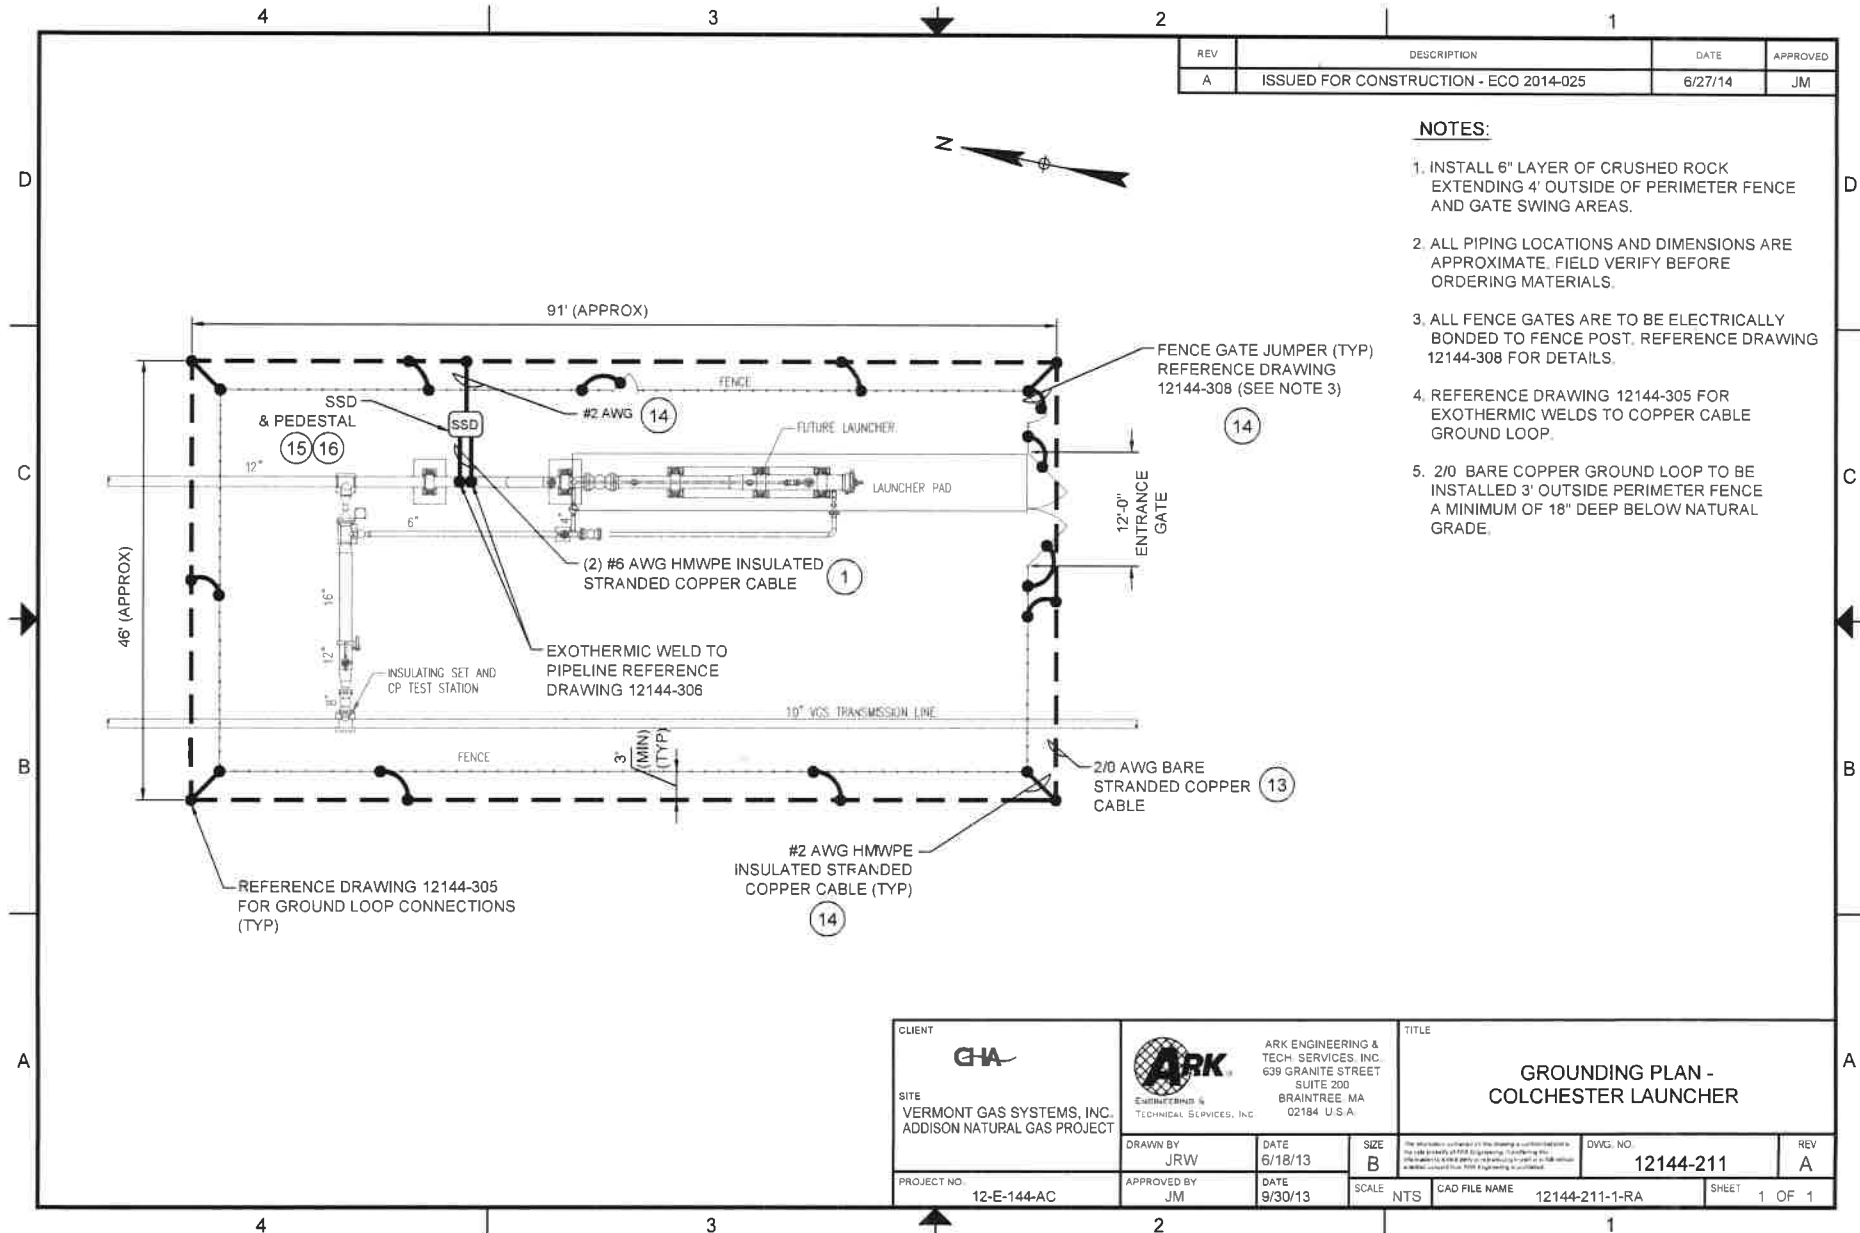 4 3 2 1
REV DESCRIPTION DATE APPROVED
A ISSUED FOR CONSTRUCTION - ECO 2014-025 6/27/14 JM
NOTES:
1. INSTALL 6" LAYER OF CRUSHED ROCK
EXTENDING 4' OUTSIDE OF PERIMETER FENCE
AND GATE SWING AREAS.
2. ALL PIPING LOCATIONS AND DIMENSIONS ARE
APPROXIMATE. FIELD VERIFY BEFORE
ORDERING MATERIALS.
3. ALL FENCE GATES ARE TO BE ELECTRICALLY
BONDED TO FENCE POST. REFERENCE DRAWING
12144-308 FOR DETAILS.
4. REFERENCE DRAWING 12144-305 FOR
EXOTHERMIC WELDS TO COPPER CABLE
GROUND LOOP.
5. 2/0 BARE COPPER GROUND LOOP TO BE
INSTALLED 3' OUTSIDE PERIMETER FENCE
A MINIMUM OF 18" DEEP BELOW NATURAL
GRADE.
N
D
D
C
C
B
B
A
A
91' (APPROX)
46' (APPROX)
FENCE
SSD
& PEDESTAL
15 16
SSD
#2 AWG 14
FENCE GATE JUMPER (TYP)
REFERENCE DRAWING
12144-308 (SEE NOTE 3)
14
FUTURE LAUNCHER
LAUNCHER PAD
12"
6"
4"
16"
12"
8"
12'-0"
ENTRANCE
GATE
(2) #6 AWG HMWPE INSULATED
STRANDED COPPER CABLE
1
EXOTHERMIC WELD TO
PIPELINE REFERENCE
DRAWING 12144-306
INSULATING SET AND
CP TEST STATION
10" VGS TRANSMISSION LINE
FENCE
3'
(MIN)
(TYP)
2/0 AWG BARE
STRANDED COPPER
CABLE
13
#2 AWG HMWPE
INSULATED STRANDED
COPPER CABLE (TYP)
14
REFERENCE DRAWING 12144-305
FOR GROUND LOOP CONNECTIONS
(TYP)
CLIENT
CHA
SITE
VERMONT GAS SYSTEMS, INC.
ADDISON NATURAL GAS PROJECT
PROJECT NO.
12-E-144-AC
ARK
ENGINEERING &
TECHNICAL SERVICES, INC
ARK ENGINEERING &
TECH. SERVICES, INC.
639 GRANITE STREET
SUITE 200
BRAINTREE, MA
02184 U.S.A.
DRAWN BY
JRW
DATE
6/18/13
APPROVED BY
JM
DATE
9/30/13
TITLE
GROUNDING PLAN -
COLCHESTER LAUNCHER
SIZE
B
DWG. NO.
12144-211
REV
A
SCALE NTS
CAD FILE NAME 12144-211-1-RA
SHEET 1 OF 1
4 3 2 1